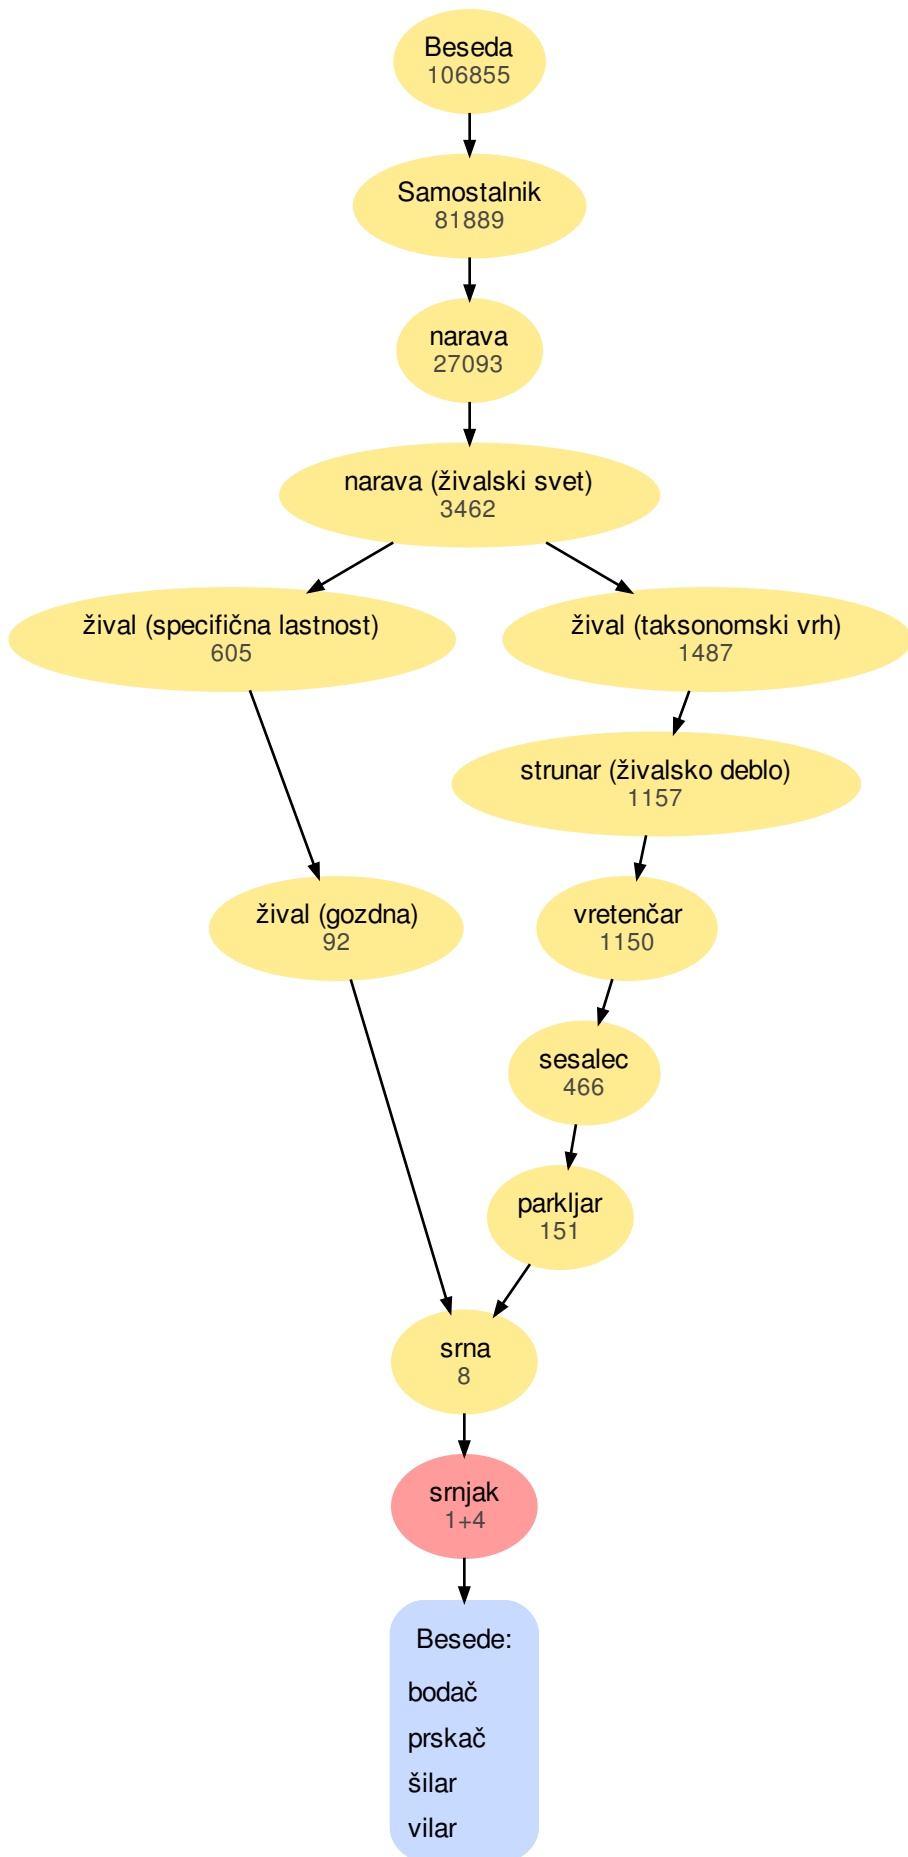 Beseda
106855
Samostalnik
81889
narava
27093
narava (živalski svet)
3462
žival (specifična lastnost)
605
žival (taksonomski vrh)
1487
strunar (živalsko deblo)
1157
žival (gozdna)
92
vretenčar
1150
sesalec
466
parkljar
151
srna
8
srnjak
1+4
Besede:
bodač
prskač
šilar
vilar